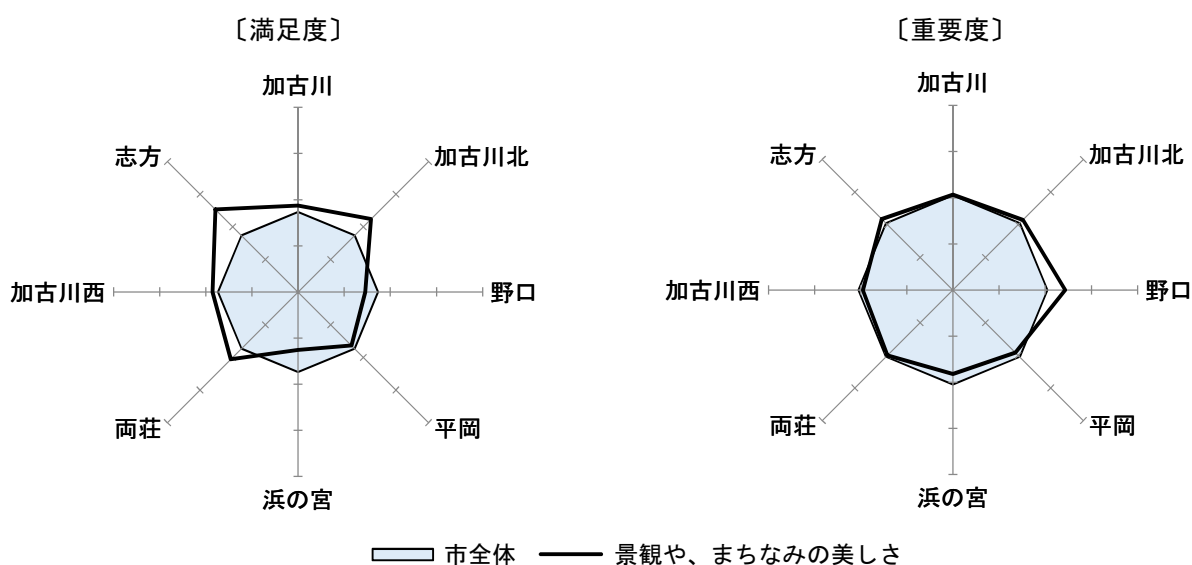 〔満足度〕
加古川
加古川北
野口
平岡
浜の宮
両荘
加古川西
志方
〔重要度〕
加古川
加古川北
野口
平岡
浜の宮
両荘
加古川西
志方
市全体
景観や、まちなみの美しさ